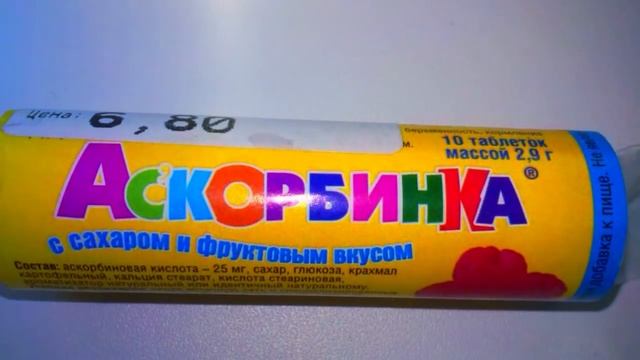 Цена: 6,80
беременность, кормление
м.
10 таблеток
массой 2,9 г
АСКОРБИНКА®
с сахаром и фруктовым вкусом
Состав: аскорбиновая кислота – 25 мг, сахар, глюкоза, крахмал
картофельный, кальция стеарат, кислота стеариновая,
ароматизатор натуральный или идентичный натуральному.
Добавка к пище. Не